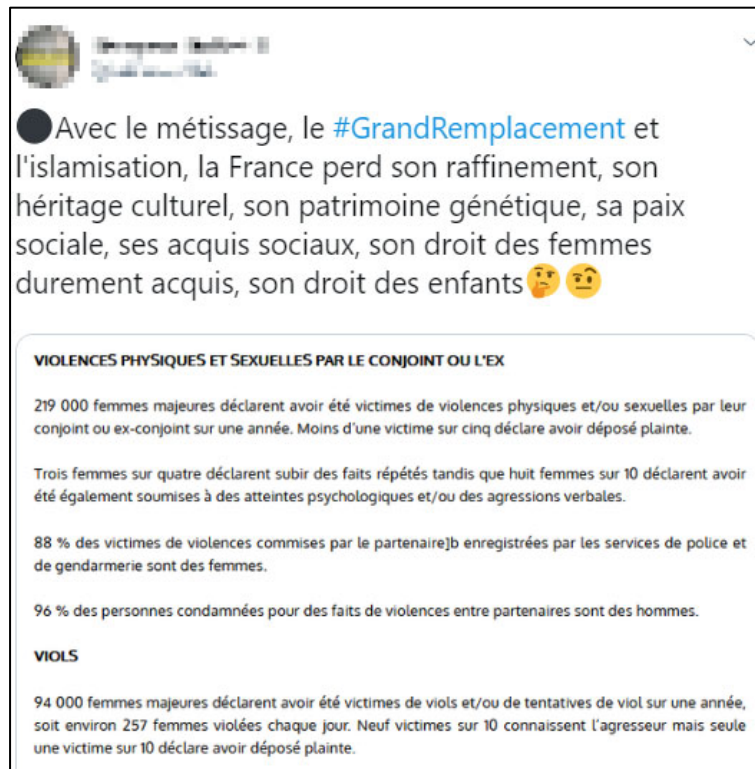 Avec le métissage, le #GrandRemplacement et
l'islamisation, la France perd son raffinement, son
héritage culturel, son patrimoine génétique, sa paix
sociale, ses acquis sociaux, son droit des femmes
durement acquis, son droit des enfants🤔🤨
VIOLENCES PHYSIQUES ET SEXUELLES PAR LE CONJOINT OU L'EX
219 000 femmes majeures déclarent avoir été victimes de violences physiques et/ou sexuelles par leur
conjoint ou ex-conjoint sur une année. Moins d'une victime sur cinq déclare avoir déposé plainte.
Trois femmes sur quatre déclarent subir des faits répétés tandis que huit femmes sur 10 déclarent avoir
été également soumises à des atteintes psychologiques et/ou des agressions verbales.
88 % des victimes de violences commises par le partenaire]b enregistrées par les services de police et
de gendarmerie sont des femmes.
96 % des personnes condamnées pour des faits de violences entre partenaires sont des hommes.
VIOLS
94 000 femmes majeures déclarent avoir été victimes de viols et/ou de tentatives de viol sur une année,
soit environ 257 femmes violées chaque jour. Neuf victimes sur 10 connaissent l'agresseur mais seule
une victime sur 10 déclare avoir déposé plainte.